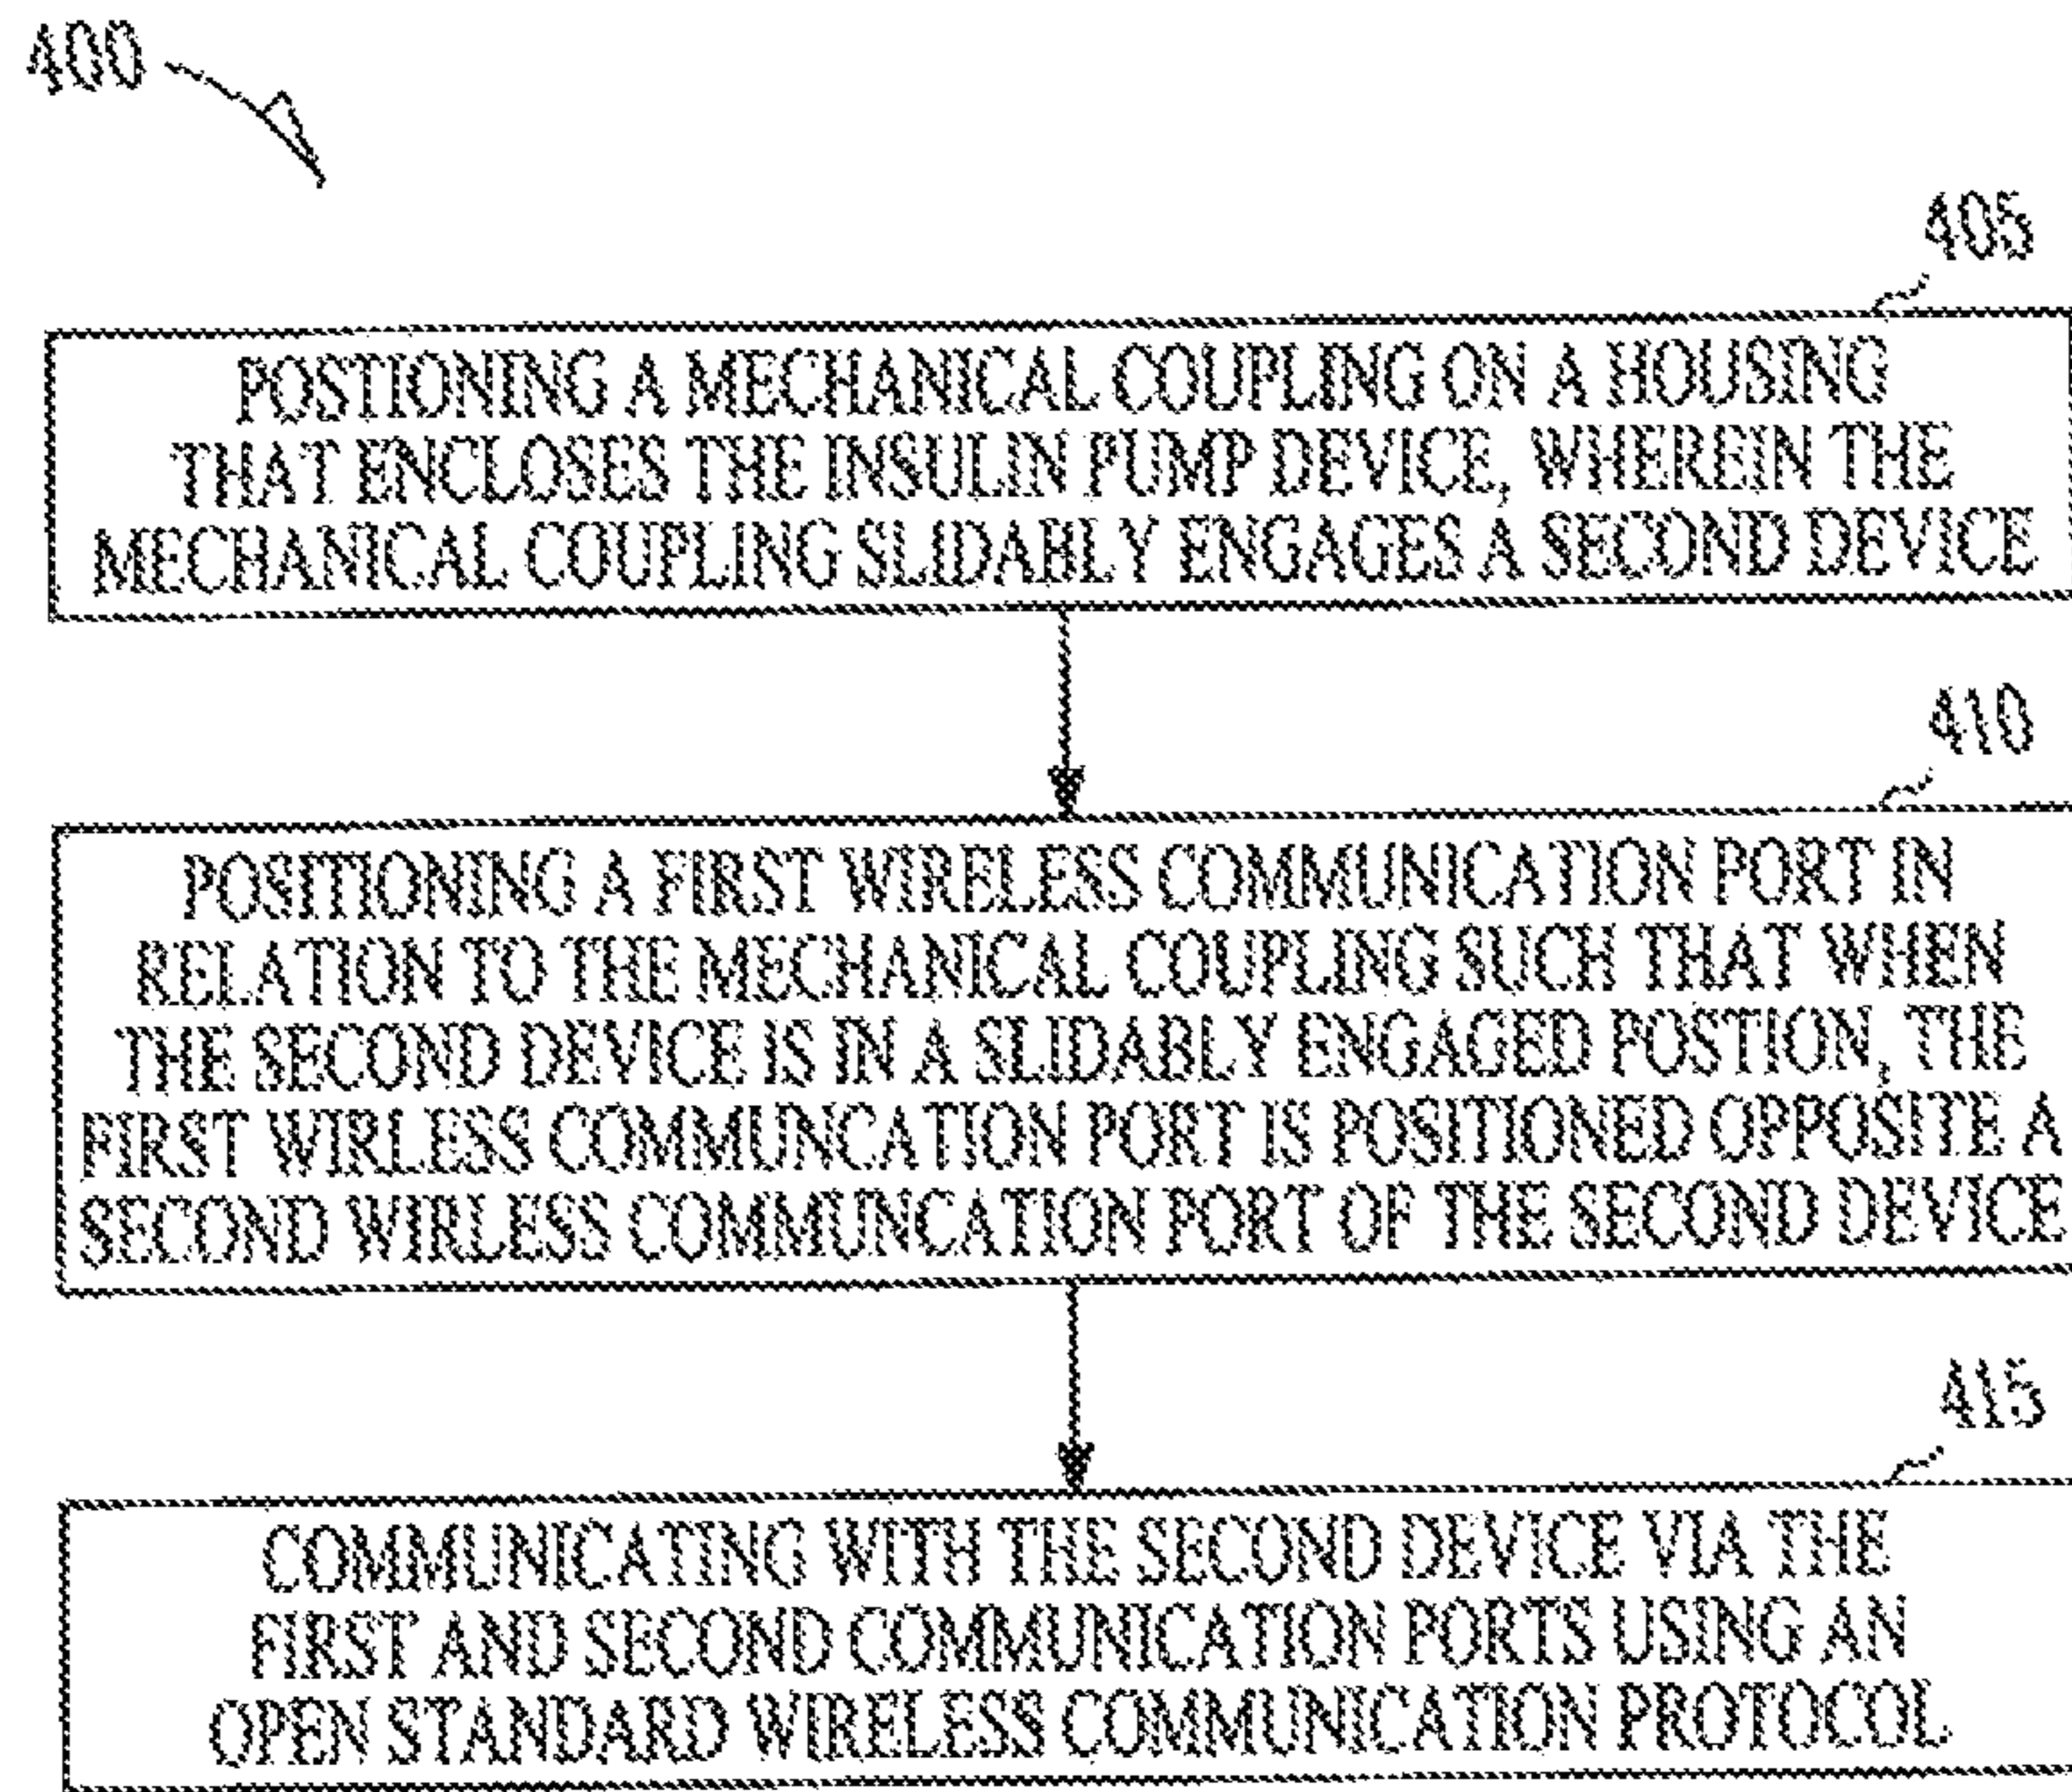 400
405
POSTIONING A MECHANICAL COUPLING ON A HOUSING
THAT ENCLOSES THE INSULIN PUMP DEVICE, WHEREIN THE
MECHANICAL COUPLING SLIDABLY ENGAGES A SECOND DEVICE
410
POSITIONING A FIRST WIRELESS COMMUNICATION PORT IN
RELATION TO THE MECHANICAL COUPLING SUCH THAT WHEN
THE SECOND DEVICE IS IN A SLIDABLY ENGAGED POSTION, THE
FIRST WIRLESS COMMUNCATION PORT IS POSITIONED OPPOSITE A
SECOND WIRLESS COMMUNCATION PORT OF THE SECOND DEVICE
415
COMMUNICATING WITH THE SECOND DEVICE VIA THE
FIRST AND SECOND COMMUNICATION PORTS USING AN
OPEN STANDARD WIRELESS COMMUNICATION PROTOCOL